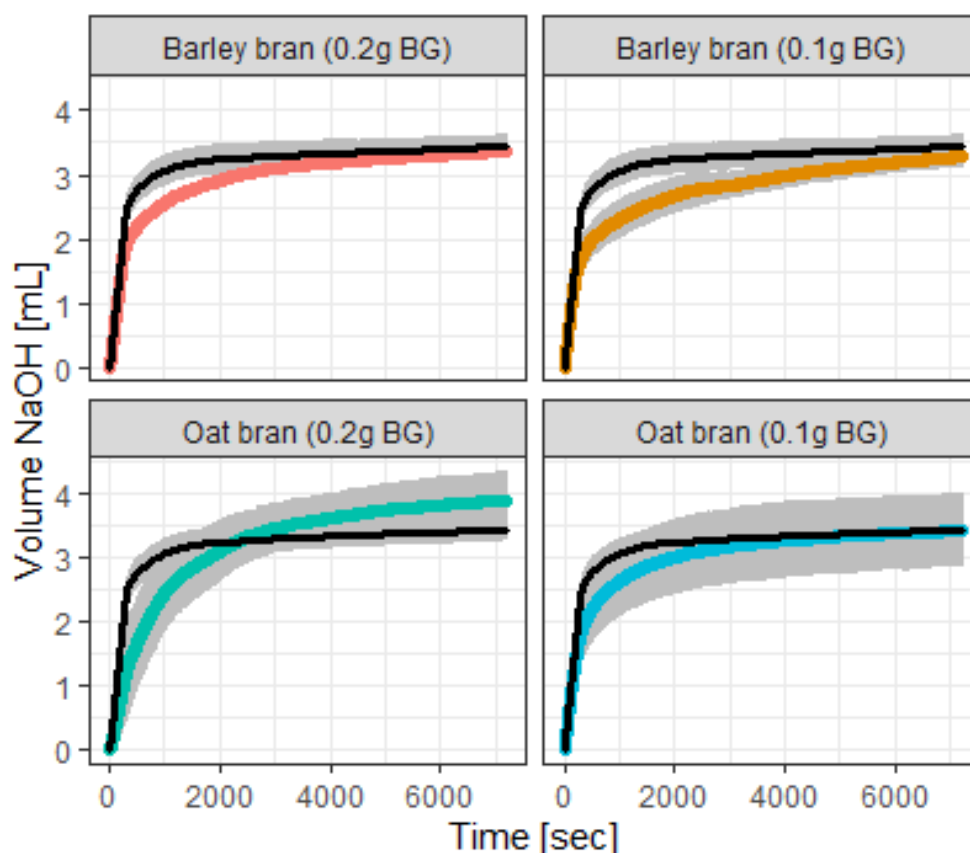 Barley bran (0.2g BG)
Barley bran (0.1g BG)
4
3
2
1
0
Oat bran (0.2g BG)
Oat bran (0.1g BG)
4
3
2
1
0
Volume NaOH [mL]
0 2000 4000 6000
0 2000 4000 6000
Time [sec]